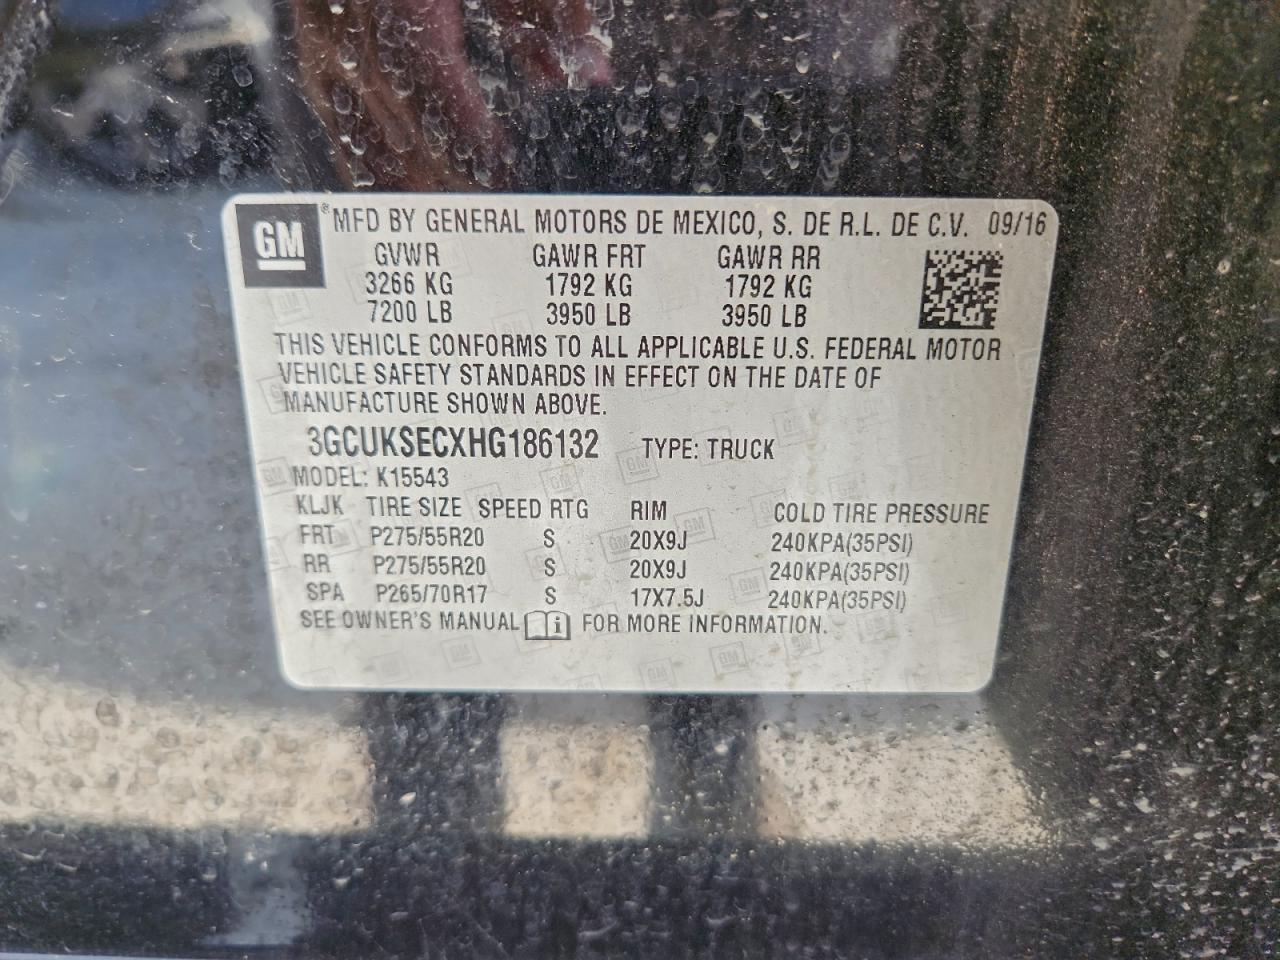 GM ® MFD BY GENERAL MOTORS DE MEXICO, S. DE R.L. DE C.V. 09/16
GVWR GAWR FRT GAWR RR
3266 KG 1792 KG 1792 KG
7200 LB 3950 LB 3950 LB
THIS VEHICLE CONFORMS TO ALL APPLICABLE U.S. FEDERAL MOTOR
VEHICLE SAFETY STANDARDS IN EFFECT ON THE DATE OF
MANUFACTURE SHOWN ABOVE.
3GCUKSECXHG186132 TYPE: TRUCK
MODEL: K15543
KLJK TIRE SIZE SPEED RTG RIM COLD TIRE PRESSURE
FRT P275/55R20 S 20X9J 240KPA(35PSI)
RR P275/55R20 S 20X9J 240KPA(35PSI)
SPA P265/70R17 S 17X7.5J 240KPA(35PSI)
SEE OWNER'S MANUAL i FOR MORE INFORMATION.